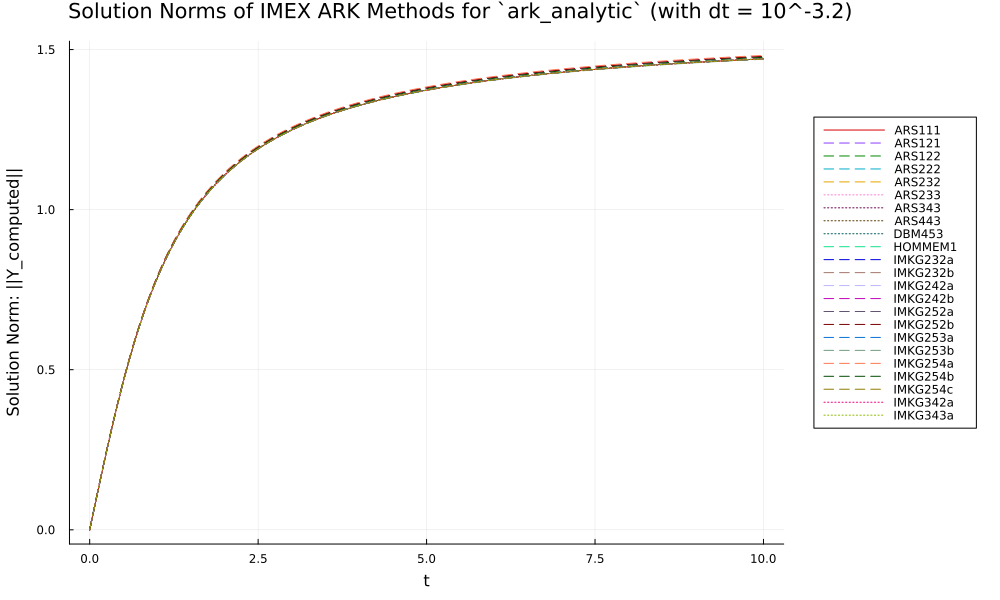 Solution Norms of IMEX ARK Methods for `ark_analytic` (with dt = 10^-3.2)
Solution Norm: ||Y_computed||
1.5
1.0
0.5
0.0
0.0
2.5
5.0
7.5
10.0
t
ARS111
ARS121
ARS122
ARS222
ARS232
ARS233
ARS343
ARS443
DBM453
HOMMEM1
IMKG232a
IMKG232b
IMKG242a
IMKG242b
IMKG252a
IMKG252b
IMKG253a
IMKG253b
IMKG254a
IMKG254b
IMKG254c
IMKG342a
IMKG343a